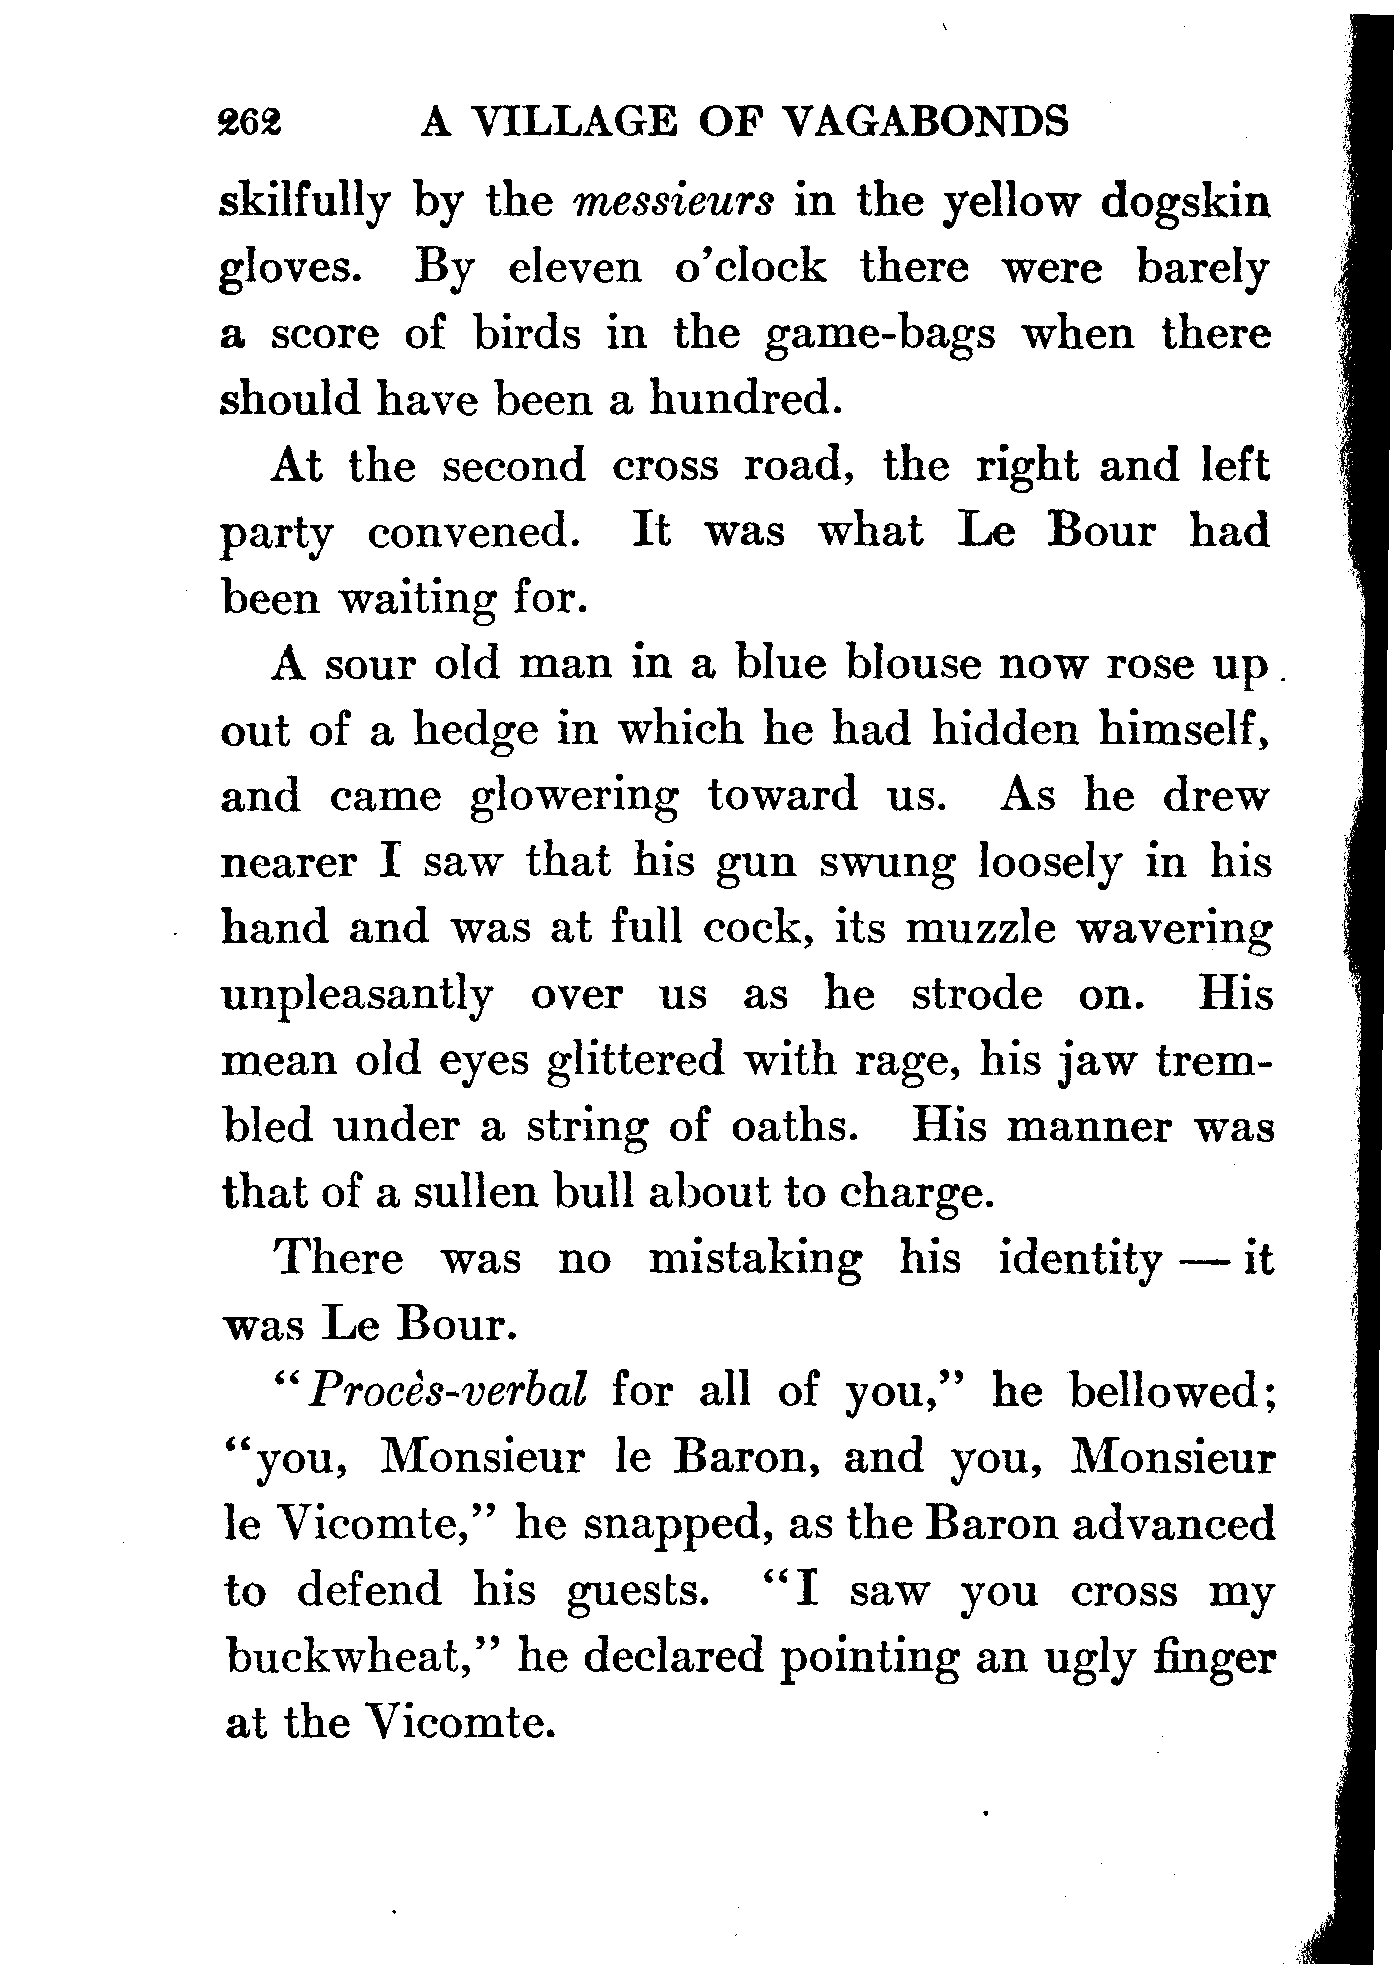 262 A VILLAGE OF VAGABONDS
skilfully by the messieurs in the yellow dogskin
gloves. By eleven o'clock there were barely
a score of birds in the game-bags when there
should have been a hundred.
At the second cross road, the right and left
party convened. It was what Le Bour had
been waiting for.
A sour old man in a blue blouse now rose up
out of a hedge in which he had hidden himself,
and came glowering toward us. As he drew
nearer I saw that his gun swung loosely in his
hand and was at full cock, its muzzle wavering
unpleasantly over us as he strode on. His
mean old eyes glittered with rage, his jaw trem-
bled under a string of oaths. His manner was
that of a sullen bull about to charge.
There was no mistaking his identity — it
was Le Bour.
"Procès-verbal for all of you," he bellowed;
"you, Monsieur le Baron, and you, Monsieur
le Vicomte," he snapped, as the Baron advanced
to defend his guests. "I saw you cross my
buckwheat," he declared pointing an ugly finger
at the Vicomte.